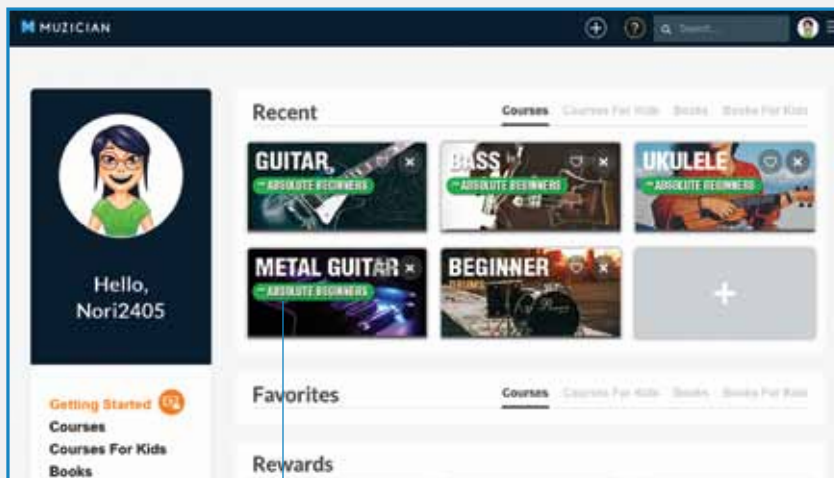 MUZICIAN
Search...
Hello,
Nori2405
Getting Started
Courses
Courses For Kids
Books
Recent
Courses Courses For Kids Books Books For Kids
GUITAR
ABSOLUTE BEGINNERS
BASS
ABSOLUTE BEGINNERS
UKULELE
ABSOLUTE BEGINNERS
METAL GUITAR
ABSOLUTE BEGINNERS
BEGINNER
DRUMS
Favorites
Courses Courses For Kids Books Books For Kids
Rewards